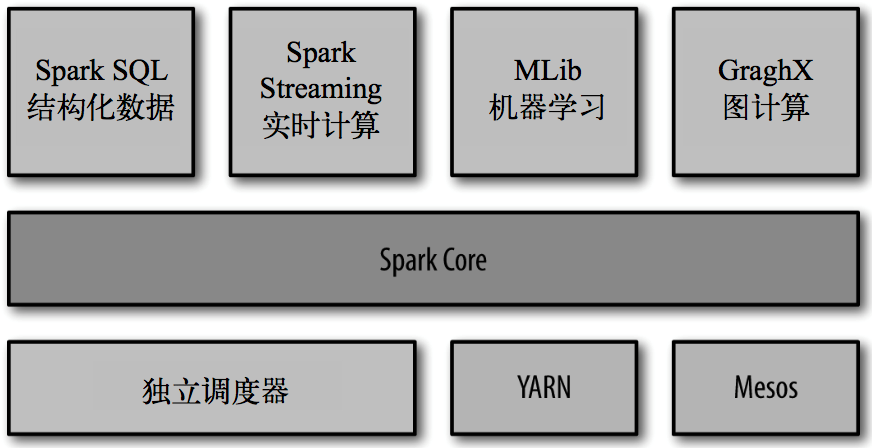 Spark SQL
结构化数据
Spark
Streaming
实时计算
MLib
机器学习
GraghX
图计算
Spark Core
独立调度器
YARN
Mesos